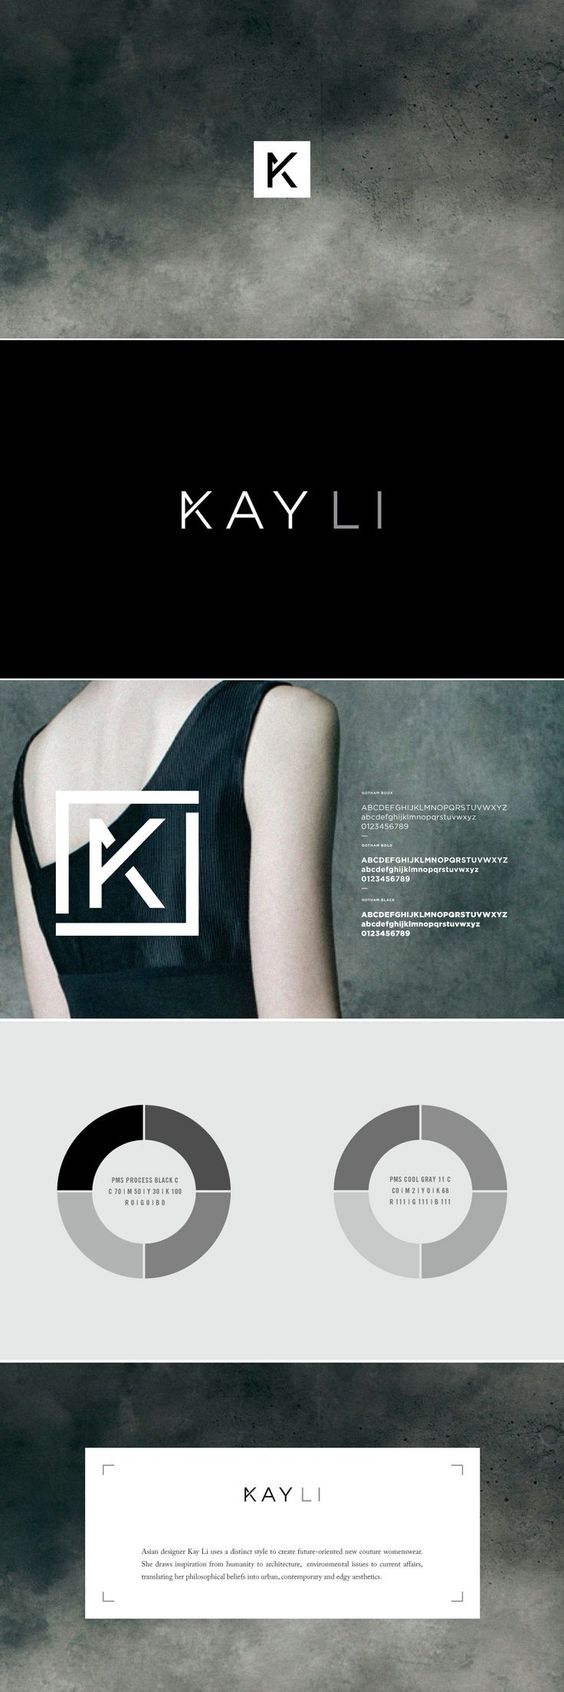 K
KAY LI
K
GOTHAM BOOK
ABCDEFGHIJKLMNOPQRSTUVWXYZ
abcdefghijklmnopqrstuvwxyz
0123456789
—
GOTHAM BOLD
ABCDEFGHIJKLMNOPQRSTUVWXYZ
abcdefghijklmnopqrstuvwxyz
0123456789
—
GOTHAM BLACK
ABCDEFGHIJKLMNOPQRSTUVWXYZ
abcdefghijklmnopqrstuvwxyz
0123456789
PMS PROCESS BLACK C
C 70 | M 50 | Y 30 | K 100
R 0 | G 0 | B 0
PMS COOL GRAY 11 C
C 0 | M 2 | Y 0 | K 68
R 111 | G 111 | B 111
KAY LI
Asian designer Kay Li uses a distinct style to create future-oriented new couture womenswear.
She draws inspiration from humanity to architecture, environmental issues to current affairs,
translating her philosophical beliefs into urban, contemporary and edgy aesthetics.